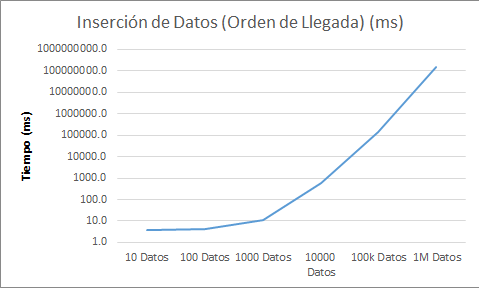 Inserción de Datos (Orden de Llegada) (ms)
1000000000.0
100000000.0
10000000.0
1000000.0
100000.0
10000.0
1000.0
100.0
10.0
1.0
Tiempo (ms)
10 Datos
100 Datos
1000 Datos
10000
Datos
100k Datos
1M Datos